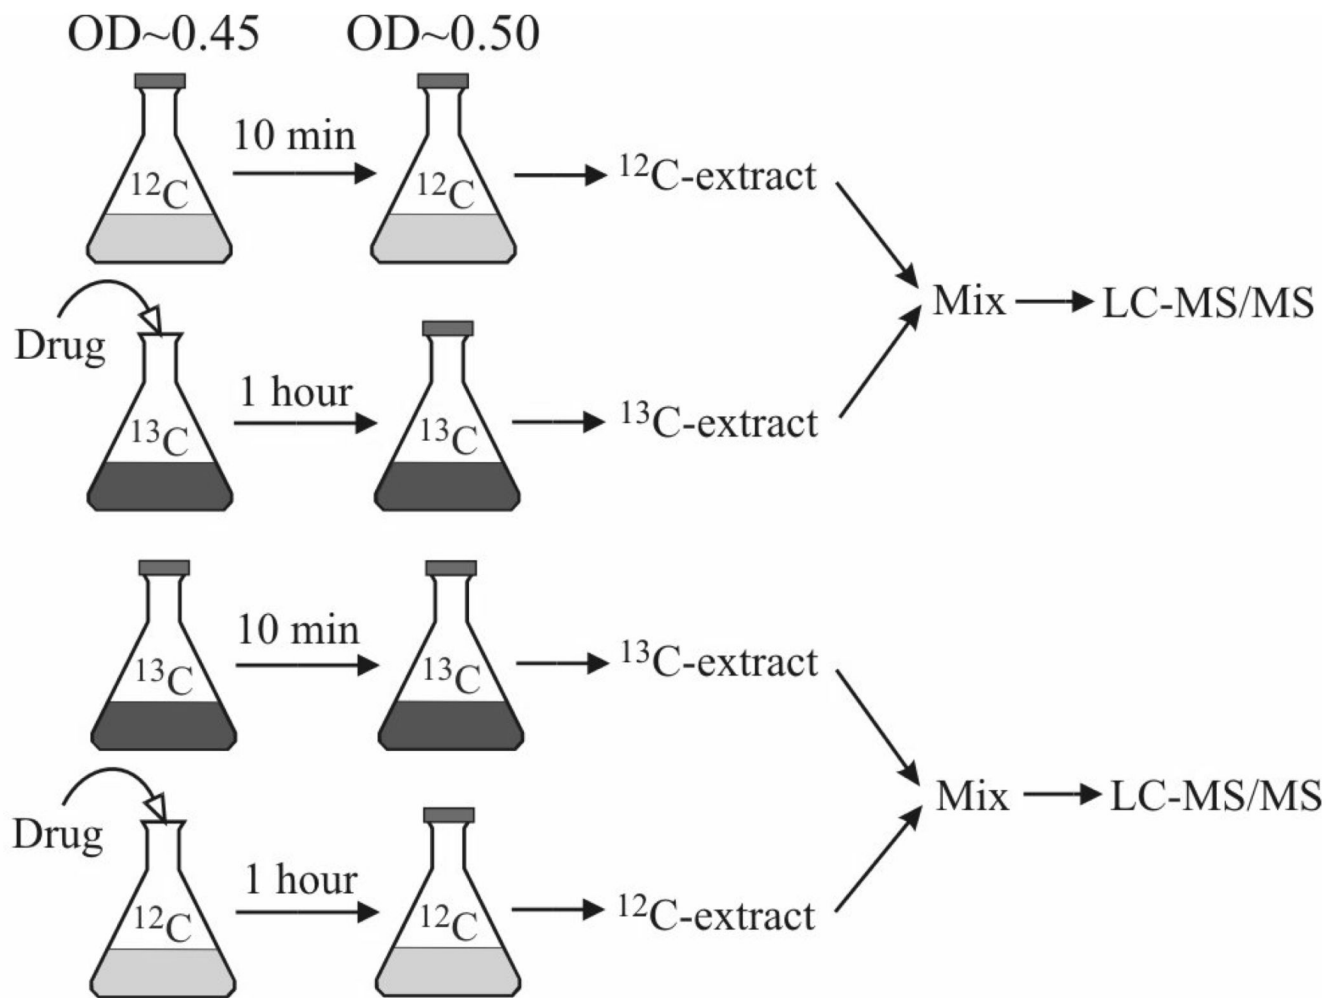 OD~0.45 OD~0.50
10 min
¹²C ¹²C ¹²C-extract
Mix LC-MS/MS
Drug
1 hour
¹³C ¹³C ¹³C-extract
10 min
¹³C ¹³C ¹³C-extract
Mix LC-MS/MS
Drug
1 hour
¹²C ¹²C ¹²C-extract